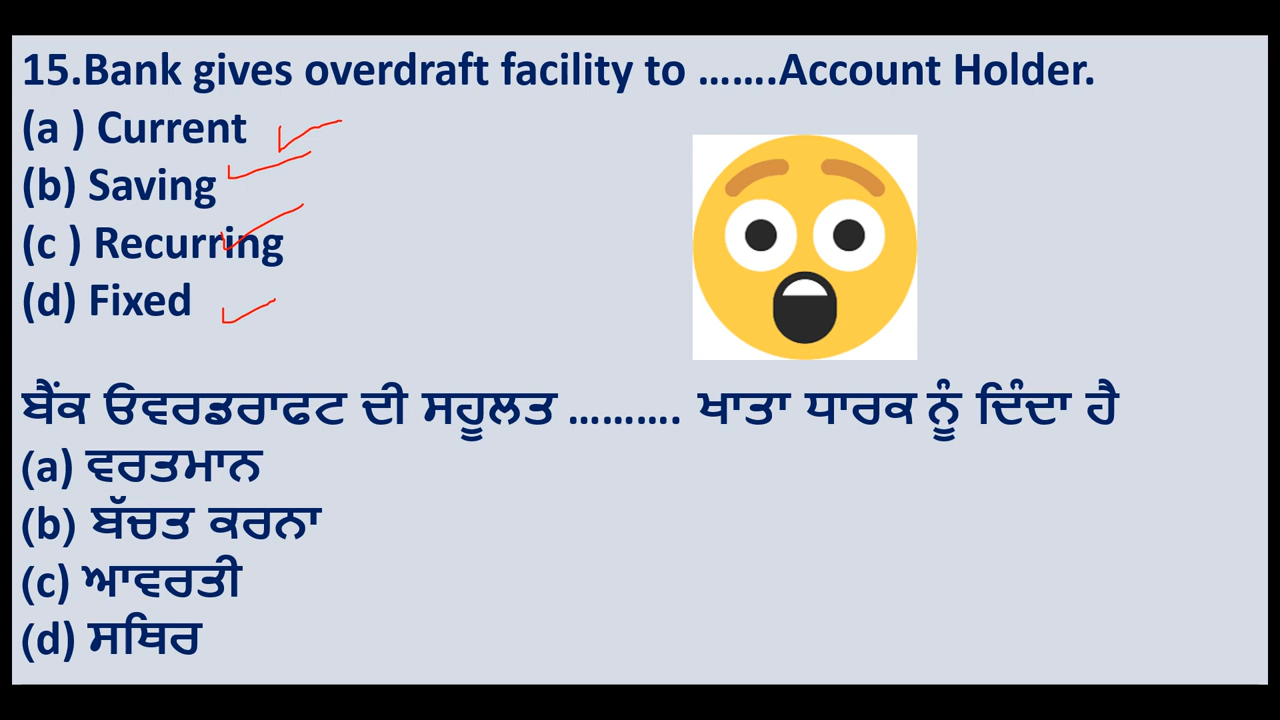 15.Bank gives overdraft facility to …….Account Holder.
(a ) Current
(b) Saving
(c ) Recurring
(d) Fixed
ਬੈਂਕ ਓਵਰਡਰਾਫਟ ਦੀ ਸਹੂਲਤ ………. ਖਾਤਾ ਧਾਰਕ ਨੂੰ ਦਿੰਦਾ ਹੈ
(a) ਵਰਤਮਾਨ
(b) ਬੱਚਤ ਕਰਨਾ
(c) ਆਵਰਤੀ
(d) ਸਥਿਰ